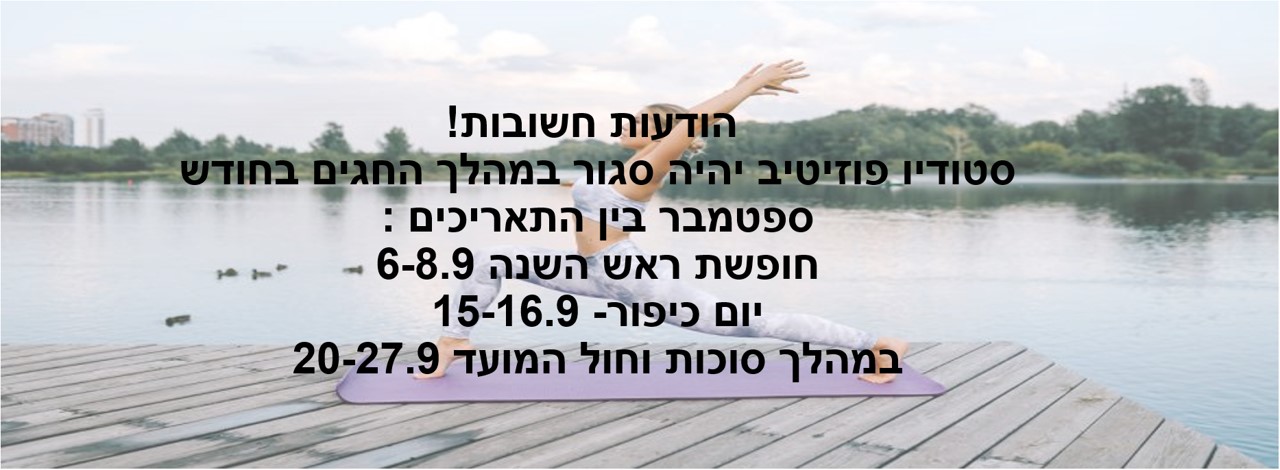 הודעות חשובות!
סטודיו פוזיטיב יהיה סגור במהלך החגים בחודש
ספטמבר בין התאריכים :
חופשת ראש השנה 6-8.9
יום כיפור- 15-16.9
במהלך סוכות וחול המועד 20-27.9